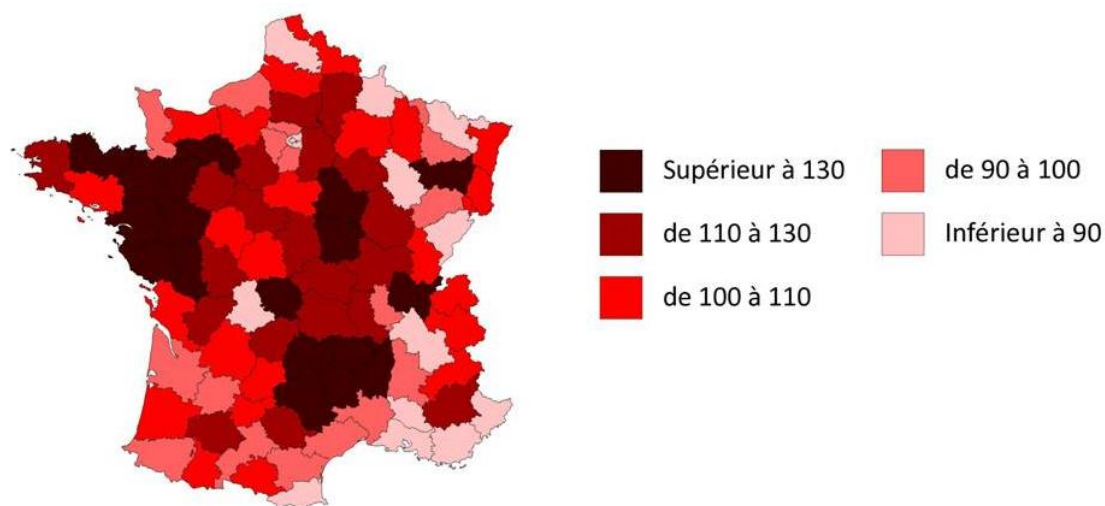 Supérieur à 130
de 110 à 130
de 100 à 110
de 90 à 100
Inférieur à 90